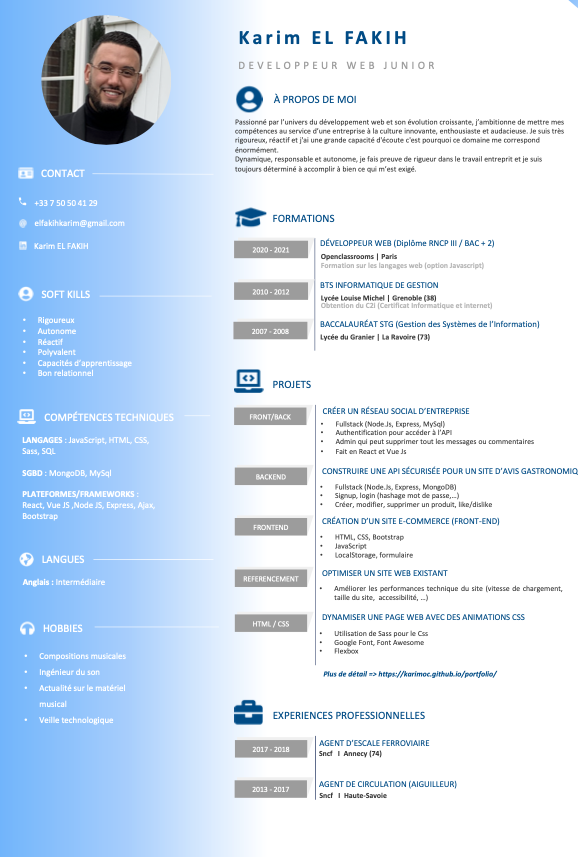 Karim EL FAKIH
DEVELOPPEUR WEB JUNIOR
CONTACT
+33 7 50 50 41 29
elfakihkarim@gmail.com
Karim EL FAKIH
SOFT KILLS
• Rigoureux
• Autonome
• Réactif
• Polyvalent
• Capacités d'apprentissage
• Bon relationnel
COMPÉTENCES TECHNIQUES
LANGAGES : JavaScript, HTML, CSS,
Sass, SQL
SGBD : MongoDB, MySql
PLATEFORMES/FRAMEWORKS :
React, Vue JS ,Node JS, Express, Ajax,
Bootstrap
LANGUES
Anglais : Intermédiaire
HOBBIES
• Compositions musicales
• Ingénieur du son
• Actualité sur le matériel
musical
• Veille technologique
À PROPOS DE MOI
Passionné par l'univers du développement web et son évolution croissante, j'ambitionne de mettre mes
compétences au service d'une entreprise à la culture innovante, enthousiaste et audacieuse. Je suis très
rigoureux, réactif et j'ai une grande capacité d'écoute c'est pourquoi ce domaine me correspond
énormément.
Dynamique, responsable et autonome, je fais preuve de rigueur dans le travail entreprit et je suis
toujours déterminé à accomplir à bien ce qui m'est exigé.
FORMATIONS
2020 - 2021
DÉVELOPPEUR WEB (Diplôme RNCP III / BAC + 2)
Openclassrooms | Paris
Formation sur les langages web (option Javascript)
2010 - 2012
BTS INFORMATIQUE DE GESTION
Lycée Louise Michel | Grenoble (38)
Obtention du C2i (Certificat Informatique et Internet)
2007 - 2008
BACCALAURÉAT STG (Gestion des Systèmes de l'Information)
Lycée du Granier | La Ravoire (73)
PROJETS
FRONT/BACK
CRÉER UN RÉSEAU SOCIAL D'ENTREPRISE
• Fullstack (Node.Js, Express, MySql)
• Authentification pour accéder à l'API
• Admin qui peut supprimer tout les messages ou commentaires
• Fait en React et Vue Js
BACKEND
CONSTRUIRE UNE API SÉCURISÉE POUR UN SITE D'AVIS GASTRONOMIQ
• Fullstack (Node.Js, Express, MongoDB)
• Signup, login (hashage mot de passe,…)
• Créer, modifier, supprimer un produit, like/dislike
FRONTEND
CRÉATION D'UN SITE E-COMMERCE (FRONT-END)
• HTML, CSS, Bootstrap
• JavaScript
• LocalStorage, formulaire
REFERENCEMENT
OPTIMISER UN SITE WEB EXISTANT
• Améliorer les performances technique du site (vitesse de chargement,
taille du site, accessibilité, …)
HTML / CSS
DYNAMISER UNE PAGE WEB AVEC DES ANIMATIONS CSS
• Utilisation de Sass pour le Css
• Google Font, Font Awesome
• Flexbox
Plus de détail => https://karimoc.github.io/portfolio/
EXPERIENCES PROFESSIONNELLES
2017 - 2018
AGENT D'ESCALE FERROVIAIRE
Sncf I Annecy (74)
2013 - 2017
AGENT DE CIRCULATION (AIGUILLEUR)
Sncf I Haute-Savoie